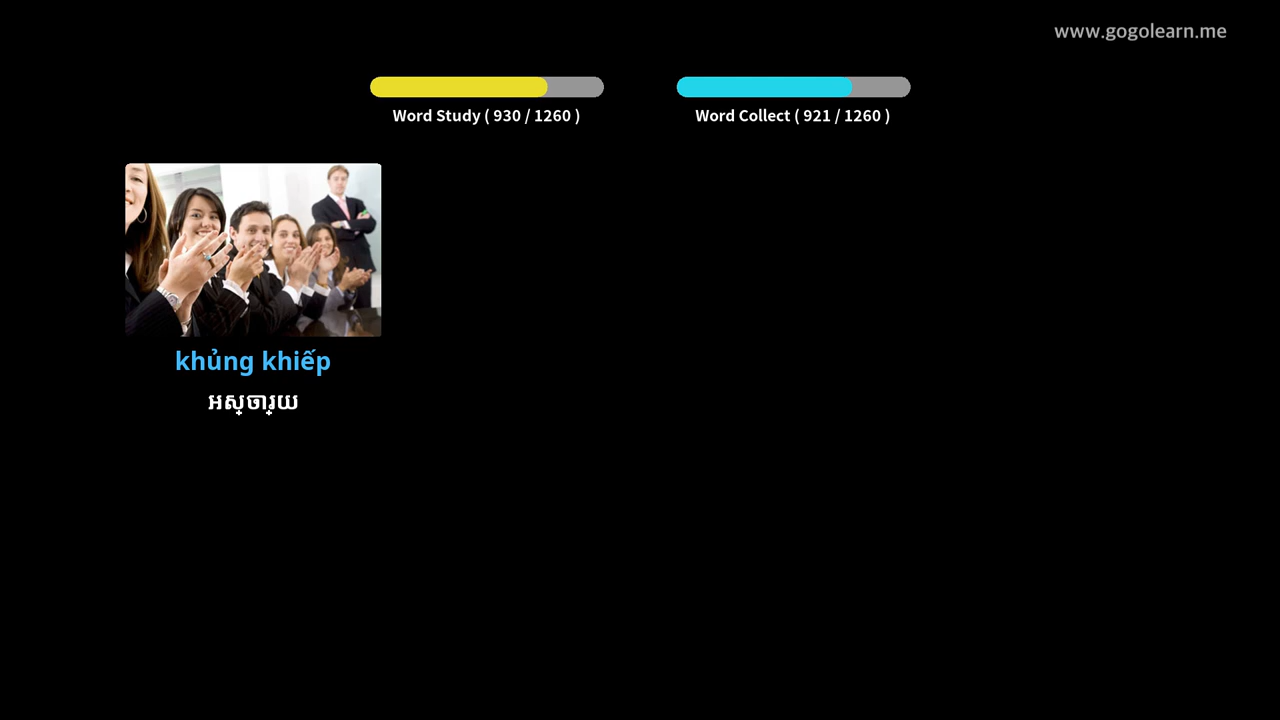 www.gogolearn.me
Word Study ( 930 / 1260 )
Word Collect ( 921 / 1260 )
khủng khiếp
អស្ចារ្យ